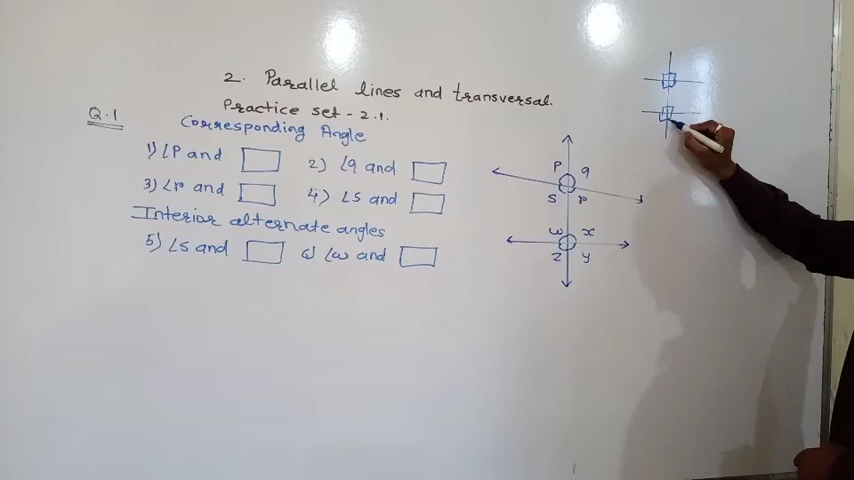 2. Parallel lines and transversal.
Practice set - 2.1.
Q.1
Corresponding Angle
1) ∠P and
2) ∠q and
3) ∠r and
4) ∠s and
Interior alternate angles
5) ∠s and
6) ∠w and
P q
s r
w x
z y